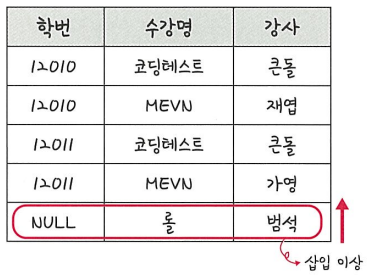 학번 수강명 강사
12010 코딩테스트 큰돌
12010 MEVN 재엽
12011 코딩테스트 큰돌
12011 MEVN 가영
NULL 롤 범석
삽입 이상